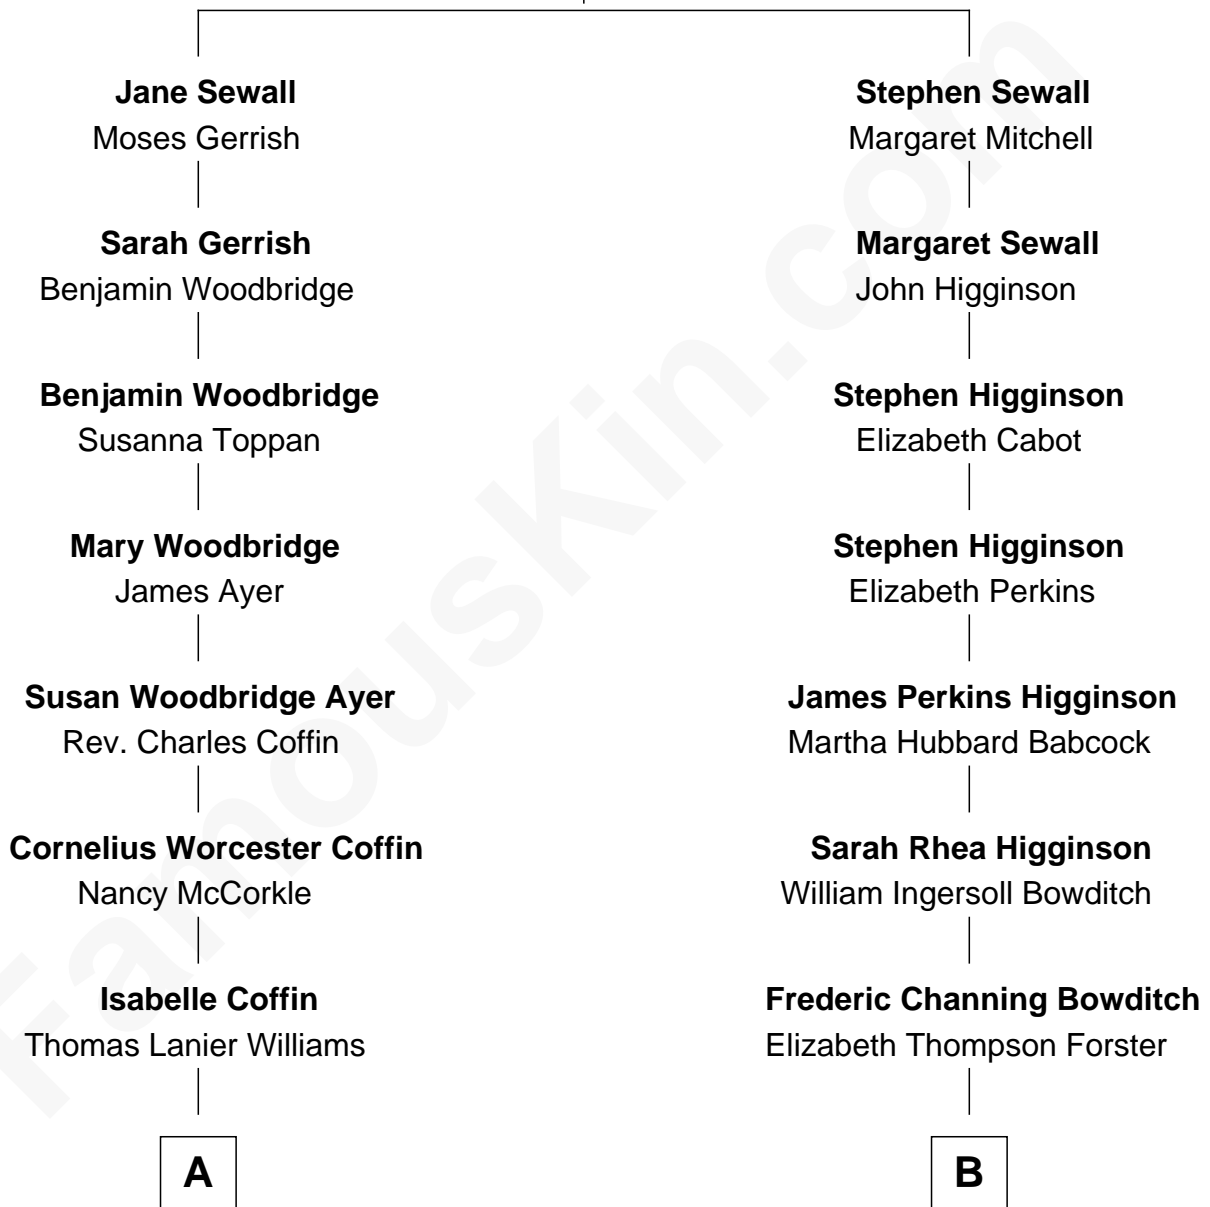 Jane Sewall
Moses Gerrish
Sarah Gerrish
Benjamin Woodbridge
Benjamin Woodbridge
Susanna Toppan
Mary Woodbridge
James Ayer
Susan Woodbridge Ayer
Rev. Charles Coffin
Cornelius Worcester Coffin
Nancy McCorkle
Isabelle Coffin
Thomas Lanier Williams
A
Stephen Sewall
Margaret Mitchell
Margaret Sewall
John Higginson
Stephen Higginson
Elizabeth Cabot
Stephen Higginson
Elizabeth Perkins
James Perkins Higginson
Martha Hubbard Babcock
Sarah Rhea Higginson
William Ingersoll Bowditch
Frederic Channing Bowditch
Elizabeth Thompson Forster
B
FamousKin.com